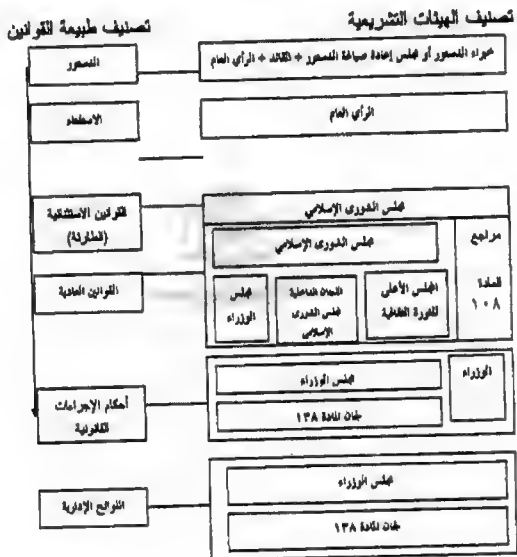 تصنيف الهيئات التشريعية
تصنيف طبيعة القوانين
خبراء الدستور أو مجلس إعادة صياغة الدستور + القائد + الرأي العام
الدستور
الرأي العام
الاستفتاء
مجلس الشورى الإسلامي
القوانين الاستثنائية
(الطارئة)
مجلس الشورى الإسلامي
مراجع
المادة
١٠٨
القوانين العادية
المجلس الأعلى
للثورة الثقافية
اللجان الداخلية
لمجلس الشورى
الإسلامي
مجلس
الوزراء
الوزراء
مجلس الوزراء
لجان المادة ١٣٨
أحكام الإجراءات
القانونية
مجلس الوزراء
لجان المادة ١٣٨
اللوائح الإدارية